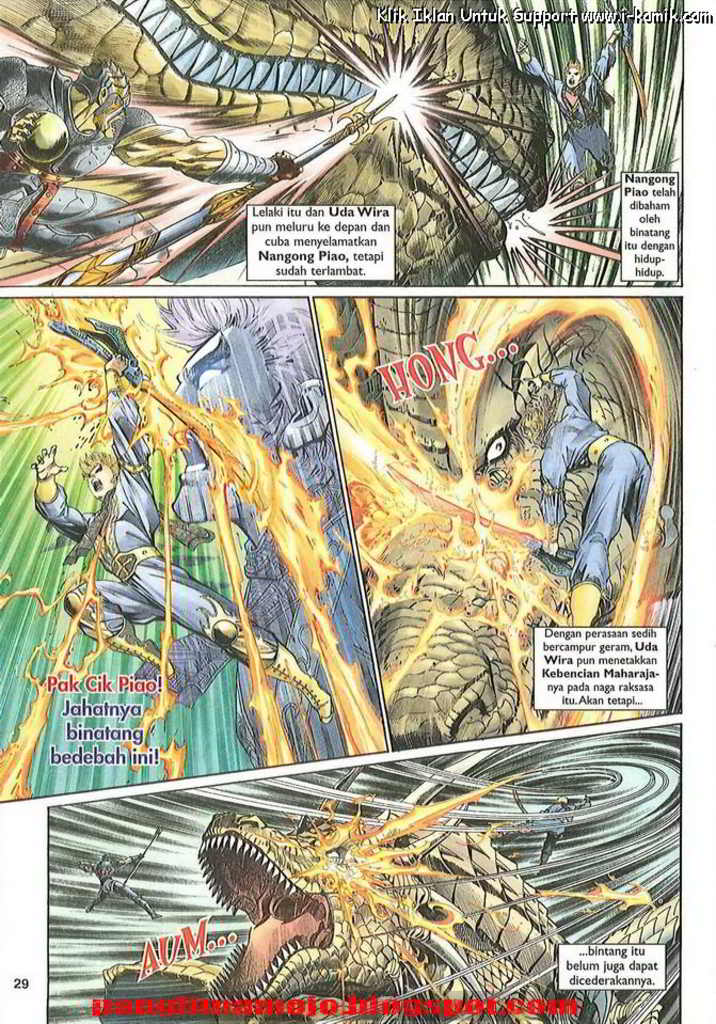 Klik Iklan Untuk Support www.i-komik.com
Nangong
Piao telah
dibaham
oleh
binatang
itu dengan
hidup-
hidup.
Lelaki itu dan Uda Wira
pun meluru ke depan dan
cuba menyelamatkan
Nangong Piao, tetapi
sudah terlambat.
Pak Cik Piao!
Jahatnya
binatang
bedebah ini!
HONG...
Dengan perasaan sedih
bercampur geram, Uda
Wira pun menetakkan
Kebencian Maharaja-
nya pada naga raksasa
itu. Akan tetapi...
AUM...
...bintang itu
belum juga dapat
dicederakannya.
29